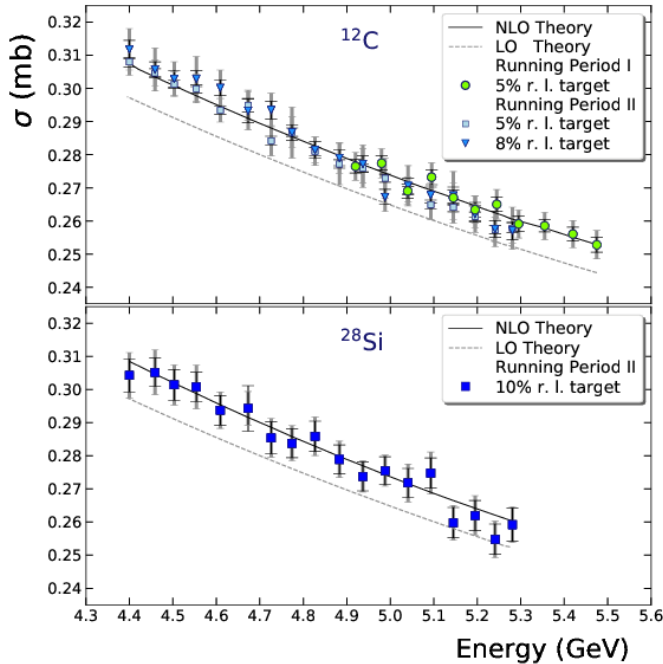 σ (mb)
0.32
0.31
0.30
0.29
0.28
0.27
0.26
0.25
0.24
¹²C
NLO Theory
LO Theory
Running Period I
5% r. l. target
Running Period II
5% r. l. target
8% r. l. target
0.32
0.31
0.30
0.29
0.28
0.27
0.26
0.25
0.24
²⁸Si
NLO Theory
LO Theory
Running Period II
10% r. l. target
4.3 4.4 4.5 4.6 4.7 4.8 4.9 5.0 5.1 5.2 5.3 5.4 5.5 5.6
Energy (GeV)